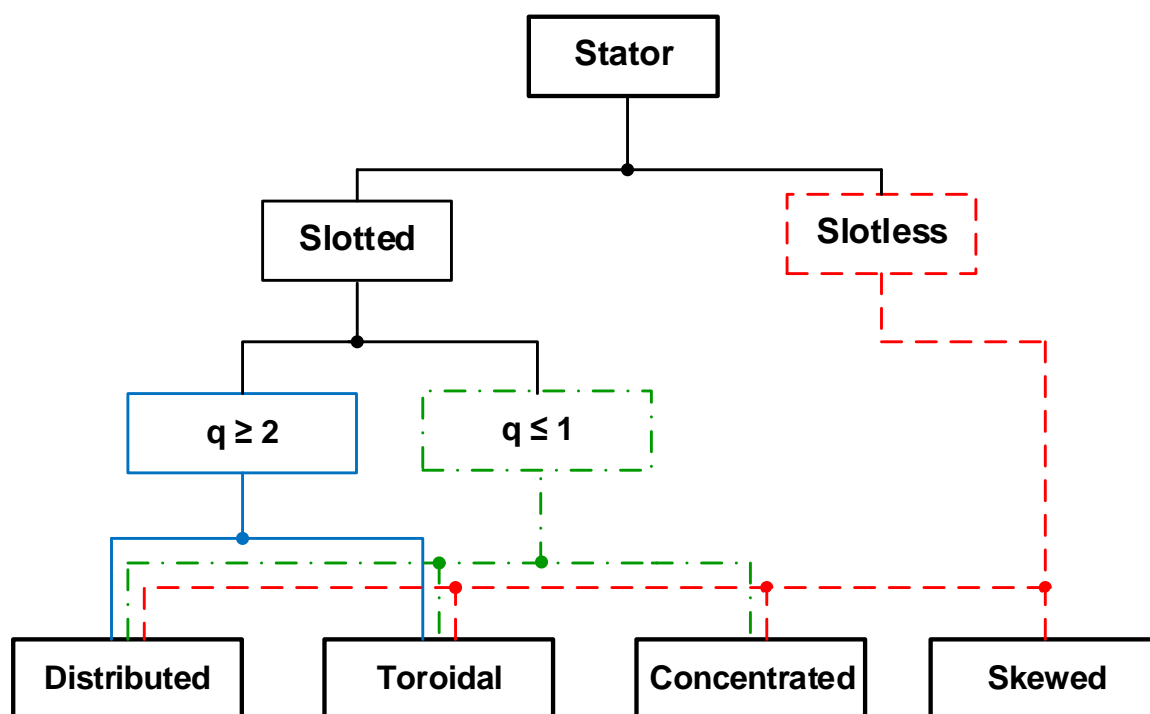 Stator
Slotted
Slotless
q ≥ 2
q ≤ 1
Distributed
Toroidal
Concentrated
Skewed